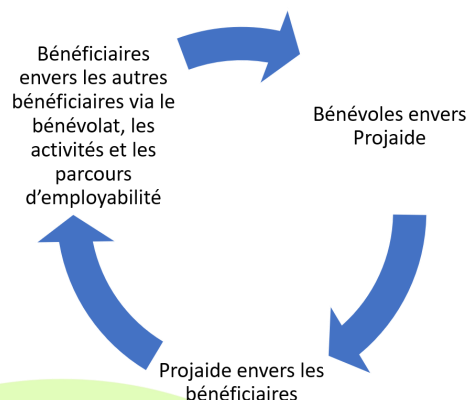 Bénéficiaires
envers les autres
bénéficiaires via le
bénévolat, les
activités et les
parcours
d'employabilité
Bénévoles envers
Projaide
Projaide envers les
bénéficiaires